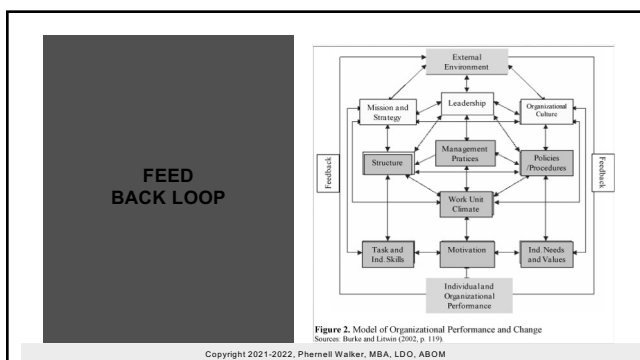 FEED
BACK LOOP
External
Environment
Mission and
Strategy
Leadership
Organizational
Culture
Structure
Management
Pratices
Policies
/Procedures
Feedback
Feedback
Work Unit
Climate
Task and
Ind. Skills
Motivation
Ind. Needs
and Values
Individual and
Organizational
Performance
Figure 2. Model of Organizational Performance and Change
Sources: Burke and Litwin (2002, p. 119).
Copyright 2021-2022, Phernell Walker, MBA, LDO, ABOM